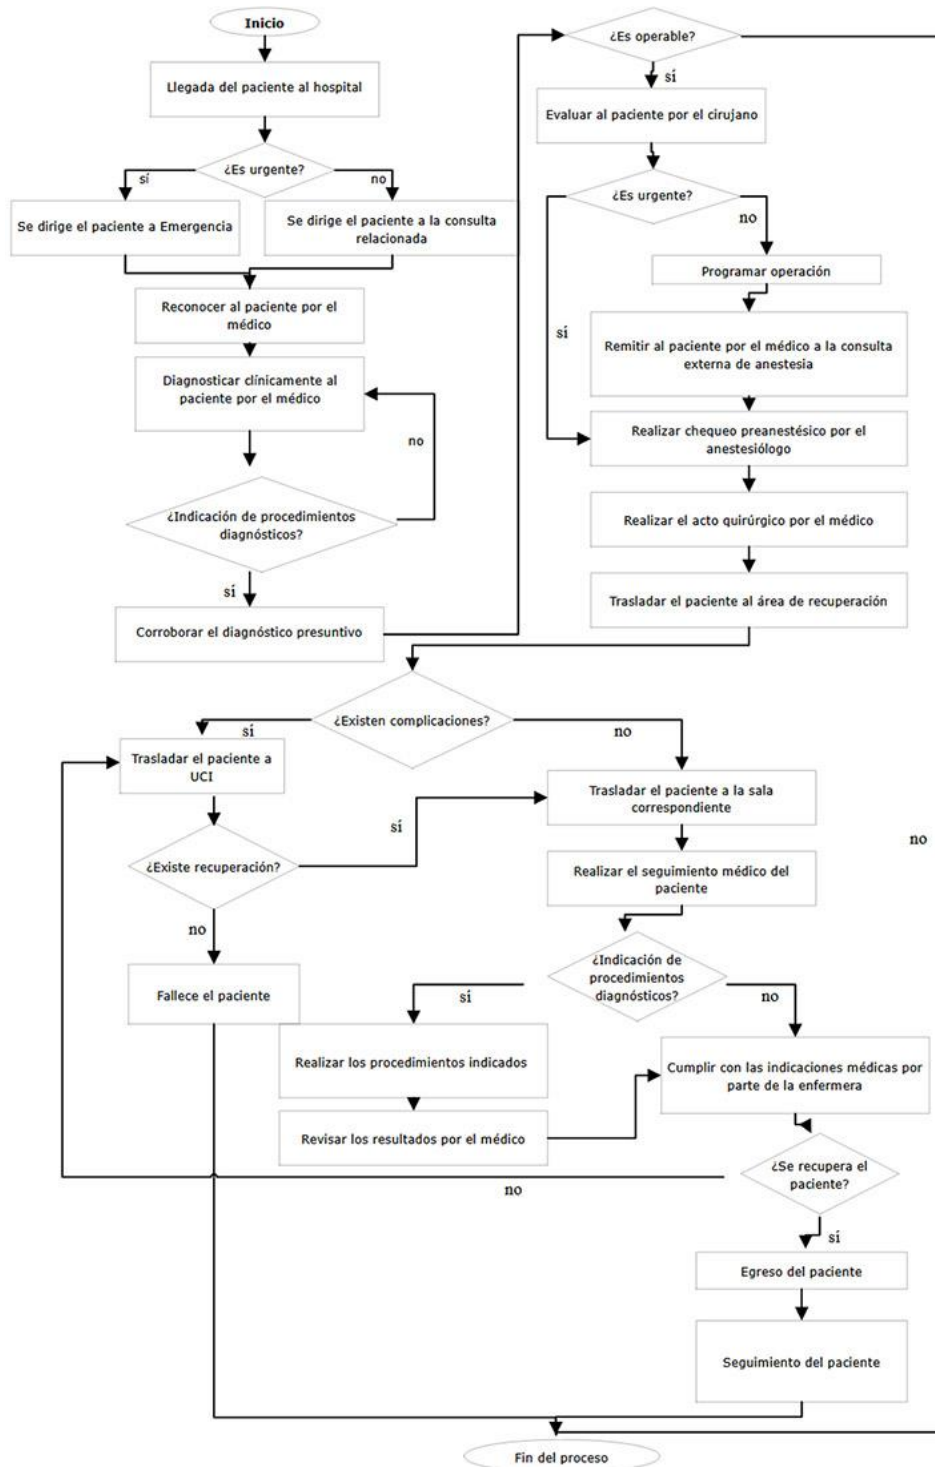 Inicio
Llegada del paciente al hospital
¿Es urgente?
sí
no
Se dirige el paciente a Emergencia
Se dirige el paciente a la consulta
relacionada
Reconocer al paciente por el
médico
Diagnosticar clínicamente al
paciente por el médico
no
¿Indicación de procedimientos
diagnósticos?
sí
Corroborar el diagnóstico presuntivo
¿Es operable?
sí
Evaluar al paciente por el cirujano
¿Es urgente?
no
Programar operación
sí
Remitir al paciente por el médico a la consulta
externa de anestesia
Realizar chequeo preanestésico por el
anestesiólogo
Realizar el acto quirúrgico por el médico
Trasladar el paciente al área de recuperación
¿Existen complicaciones?
sí
no
Trasladar el paciente a
UCI
Trasladar el paciente a la sala
correspondiente
sí
no
¿Existe recuperación?
Realizar el seguimiento médico del
paciente
no
¿Indicación de
procedimientos
diagnósticos?
Fallece el paciente
sí
no
Realizar los procedimientos indicados
Cumplir con las indicaciones médicas por
parte de la enfermera
Revisar los resultados por el médico
¿Se recupera el
paciente?
no
sí
Egreso del paciente
Seguimiento del paciente
Fin del proceso